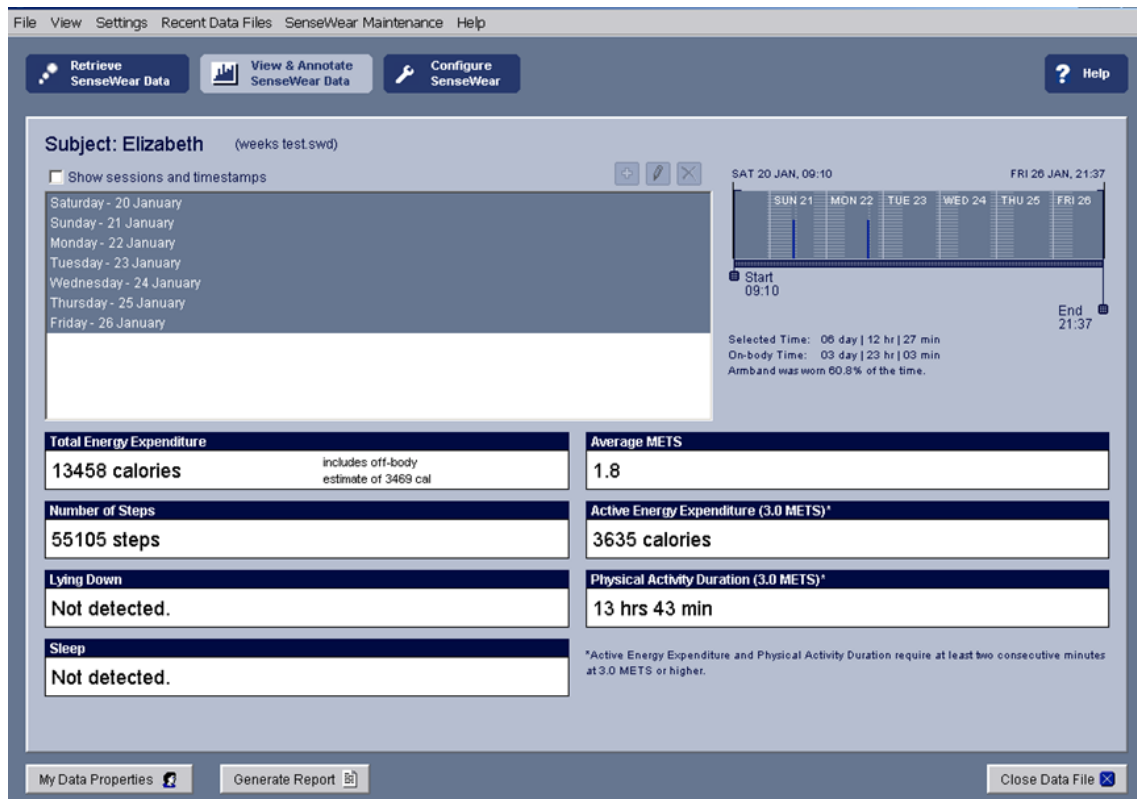 File View Settings Recent Data Files SenseWear Maintenance Help
Retrieve
SenseWear Data
View & Annotate
SenseWear Data
Configure
SenseWear
? Help
Subject: Elizabeth (weeks test.swd)
Show sessions and timestamps
Saturday - 20 January
Sunday - 21 January
Monday - 22 January
Tuesday - 23 January
Wednesday - 24 January
Thursday - 25 January
Friday - 26 January
SAT 20 JAN, 09:10 FRI 26 JAN, 21:37
SUN 21 MON 22 TUE 23 WED 24 THU 25 FRI 26
Start
09:10
End
21:37
Selected Time: 06 day | 12 hr | 27 min
On-body Time: 03 day | 23 hr | 03 min
Armband was worn 60.8% of the time.
Total Energy Expenditure
13458 calories
includes off-body
estimate of 3469 cal
Average METS
1.8
Number of Steps
55105 steps
Active Energy Expenditure (3.0 METS)*
3635 calories
Lying Down
Not detected.
Physical Activity Duration (3.0 METS)*
13 hrs 43 min
Sleep
Not detected.
*Active Energy Expenditure and Physical Activity Duration require at least two consecutive minutes
at 3.0 METS or higher.
My Data Properties
Generate Report
Close Data File